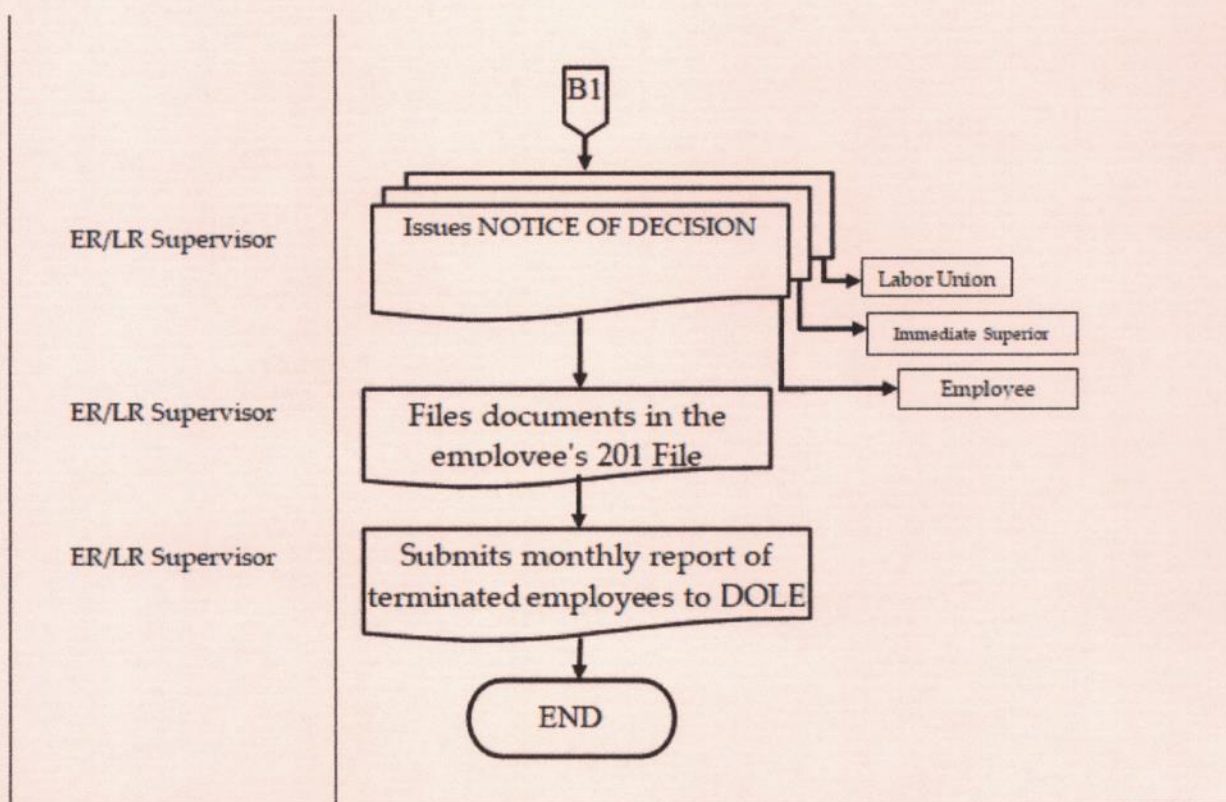 B1
ER/LR Supervisor
Issues NOTICE OF DECISION
Labor Union
Immediate Superior
Employee
ER/LR Supervisor
Files documents in the
employee's 201 File
ER/LR Supervisor
Submits monthly report of
terminated employees to DOLE
END